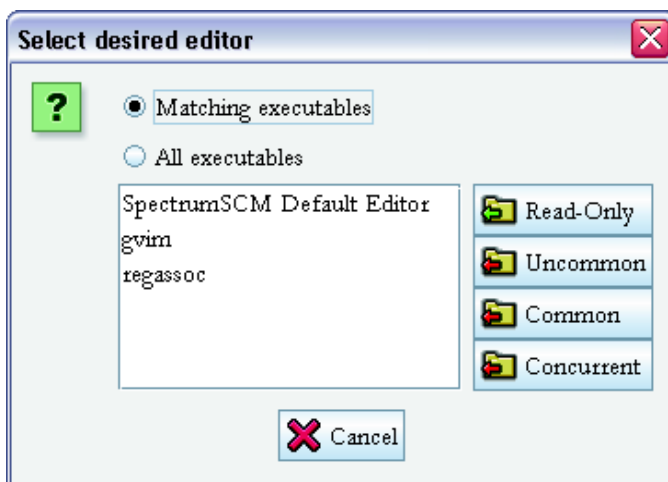 Select desired editor
?
Matching executables
All executables
SpectrumSCM Default Editor
gvim
regassoc
Read-Only
Uncommon
Common
Concurrent
Cancel